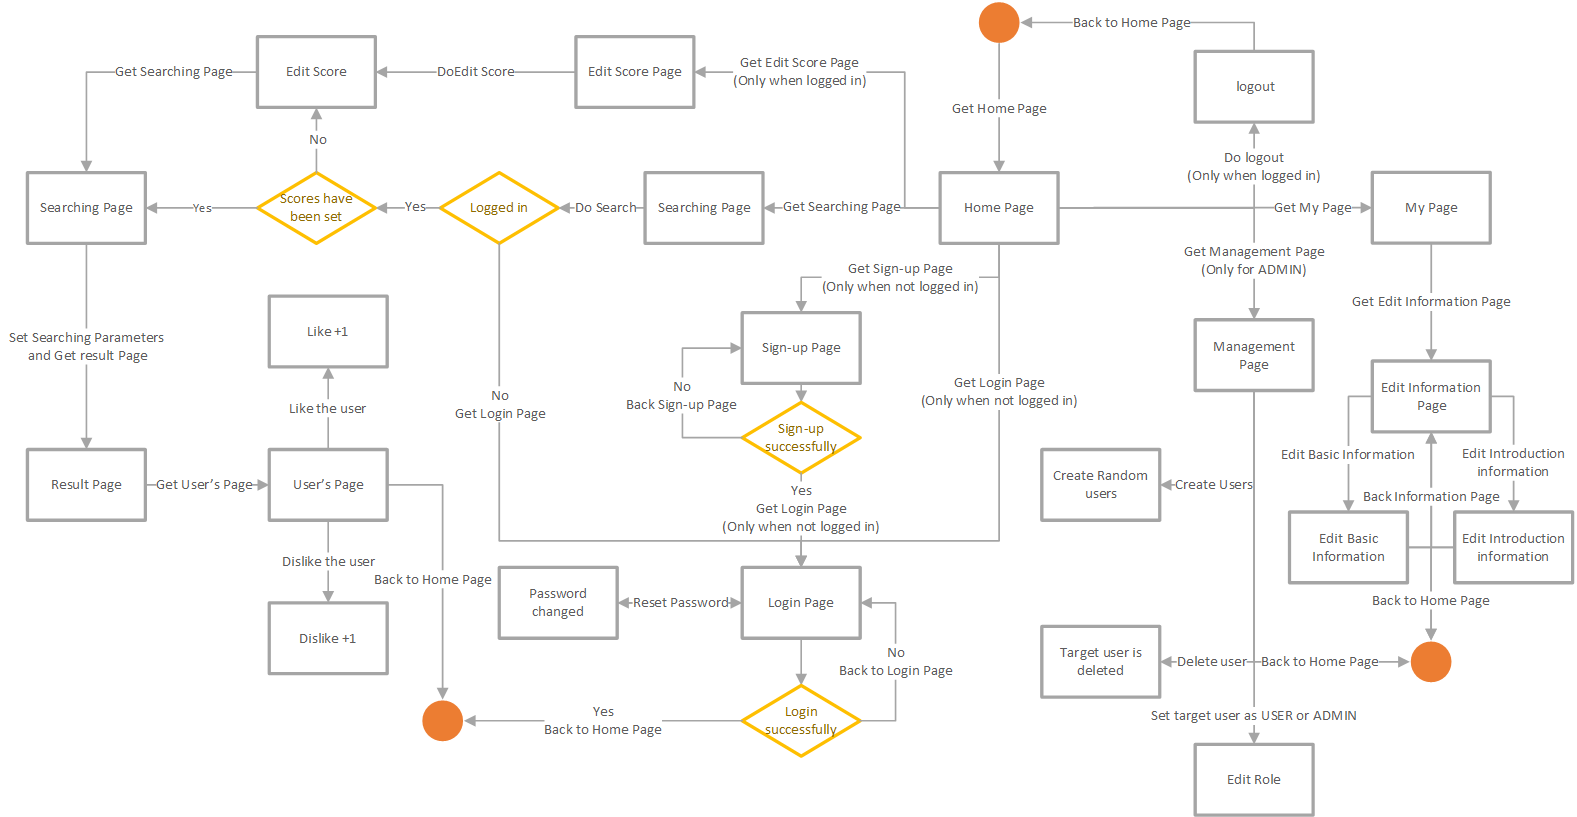 Back to Home Page
Get Searching Page
Edit Score
DoEdit Score
Edit Score Page
Get Edit Score Page
(Only when logged in)
logout
Get Home Page
No
Do logout
(Only when logged in)
Searching Page
Yes
Scores have
been set
Yes
Logged in
Do Search
Searching Page
Get Searching Page
Home Page
Get My Page
My Page
Get Sign-up Page
(Only when not logged in)
Get Management Page
(Only for ADMIN)
Get Edit Information Page
Set Searching Parameters
and Get result Page
Like +1
Sign-up Page
Management
Page
No
Back Sign-up Page
Get Login Page
(Only when not logged in)
Edit Information
Page
Like the user
No
Get Login Page
Sign-up
successfully
Edit Basic Information
Edit Introduction
information
Result Page
Get User's Page
User's Page
Yes
Get Login Page
(Only when not logged in)
Create Random
users
Create Users
Back Information Page
Edit Basic
Information
Edit Introduction
information
Dislike the user
Back to Home Page
Password
changed
Reset Password
Login Page
Back to Home Page
Dislike +1
No
Back to Login Page
Target user is
deleted
Delete user
Back to Home Page
Yes
Back to Home Page
Login
successfully
Set target user as USER or ADMIN
Edit Role